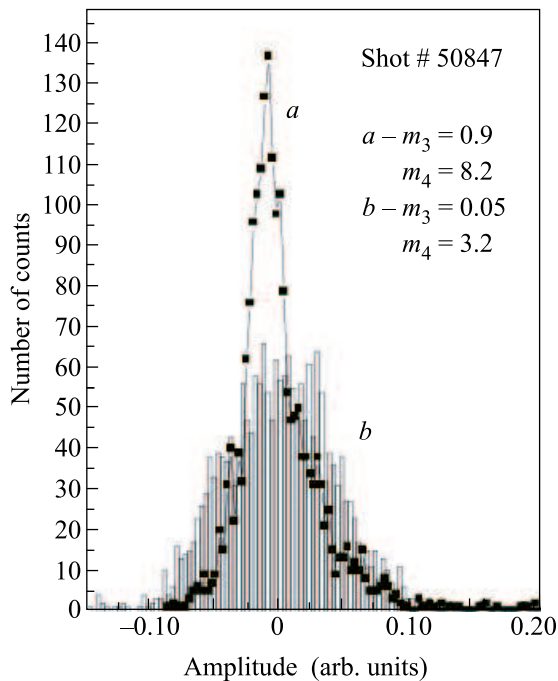 140
130
120
110
100
90
80
70
60
50
40
30
20
10
0
Number of counts
Shot # 50847
a – m3 = 0.9
m4 = 8.2
b – m3 = 0.05
m4 = 3.2
a
b
–0.10 0 0.10 0.20
Amplitude (arb. units)